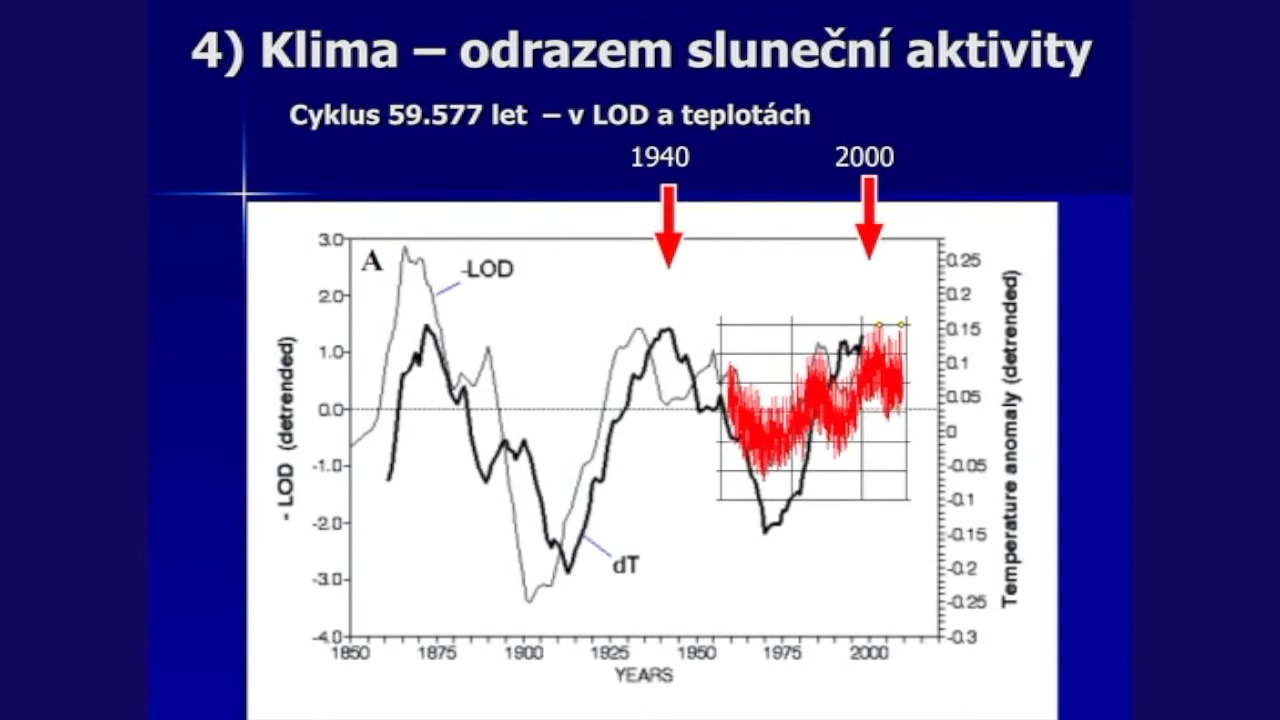 4) Klima – odrazem sluneční aktivity
Cyklus 59.577 let – v LOD a teplotách
1940
2000
A
-LOD
dT
- LOD (detrended)
3.0
2.0
1.0
0.0
-1.0
-2.0
-3.0
-4.0
0.25
0.2
0.15
0.1
0.05
0
-0.05
-0.1
-0.15
-0.2
-0.25
-0.3
Temperature anomaly (detrended)
1850 1875 1900 1925 1950 1975 2000
YEARS